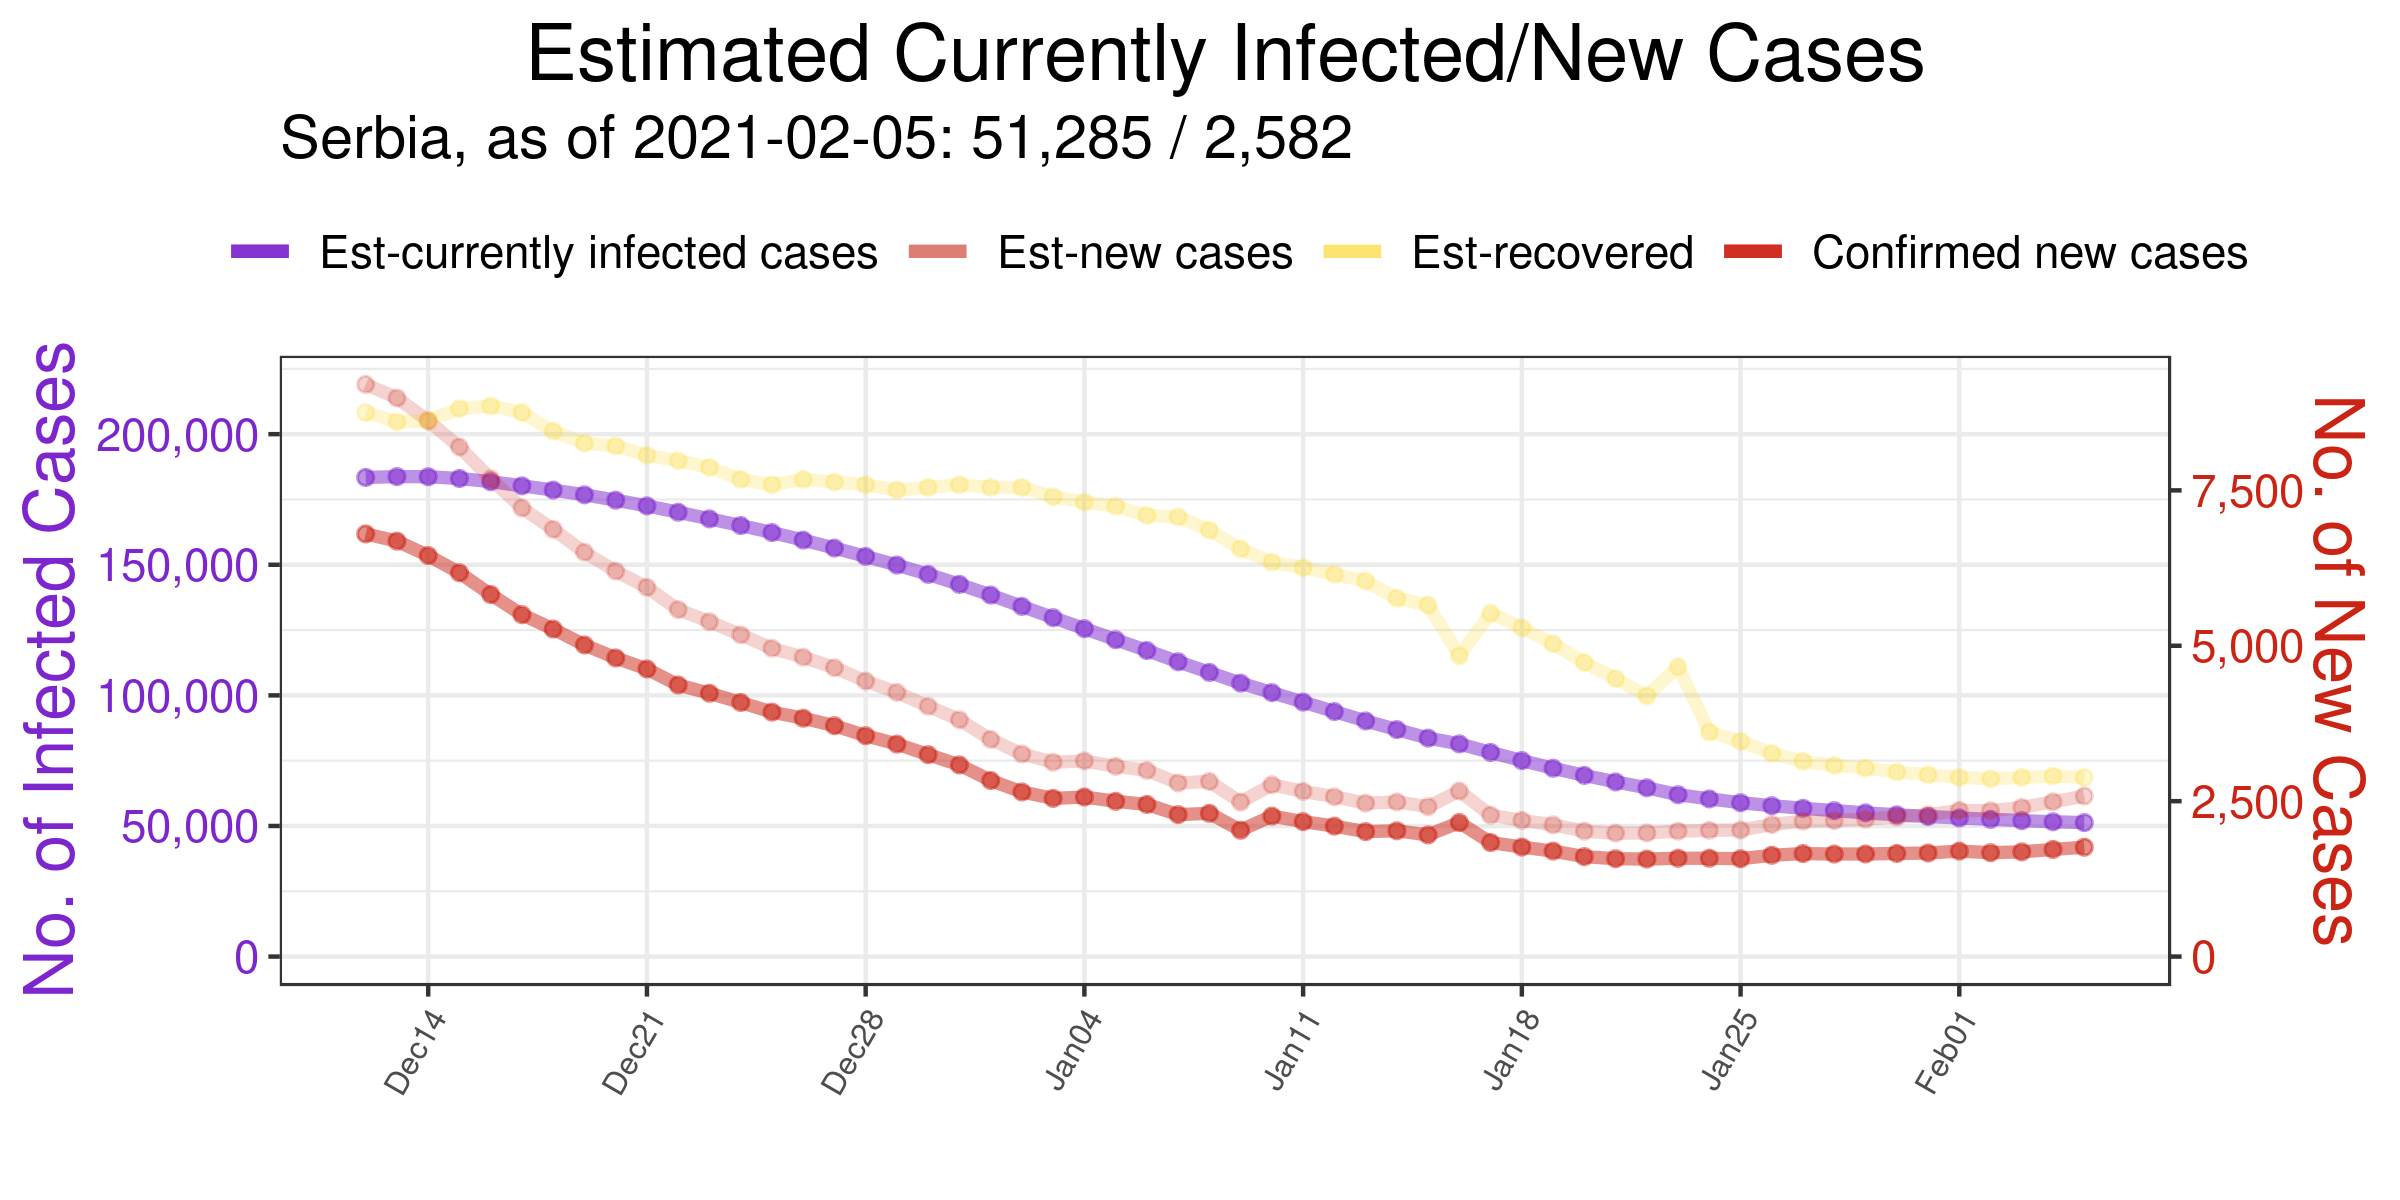 Estimated Currently Infected/New Cases
Serbia, as of 2021-02-05: 51,285 / 2,582
Est-currently infected cases Est-new cases Est-recovered Confirmed new cases
No. of Infected Cases
200,000
150,000
100,000
50,000
0
7,500
5,000
2,500
0
No. of New Cases
Dec14 Dec21 Dec28 Jan04 Jan11 Jan18 Jan25 Feb01